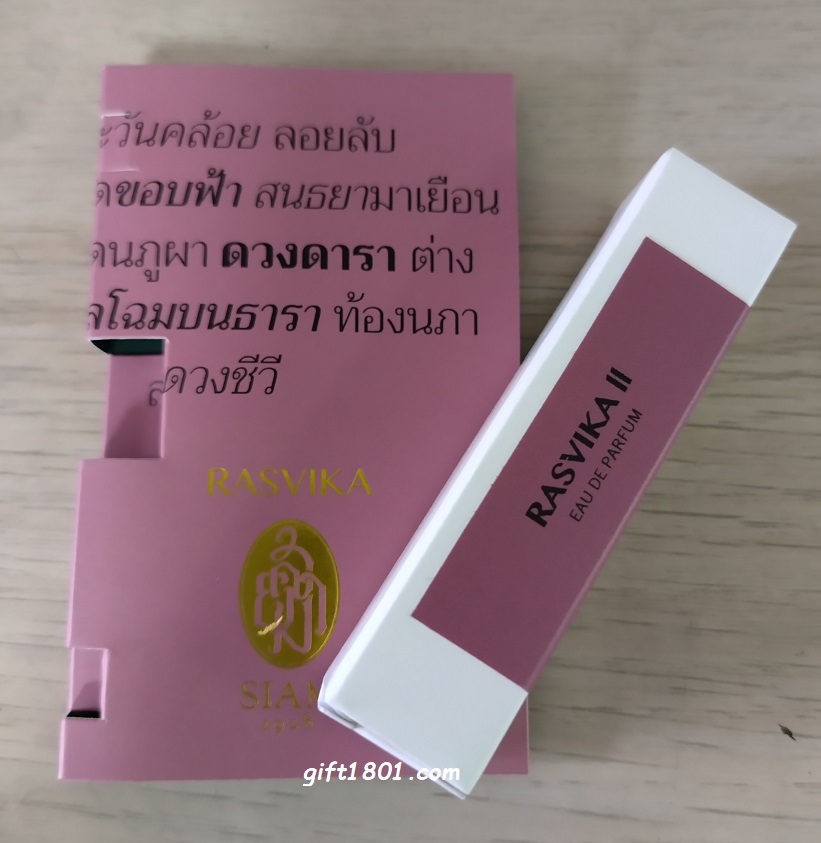 ะวันคล้อย ลอยลับ
ขอบฟ้า สนธยามาเยือน
ดนภูผา ดวงดารา ต่าง
โฉมบนธารา ท้องนภา
ดวงชีวี
RASVIKA
SIAM
RASVIKA II
EAU DE PARFUM
gift1801.com